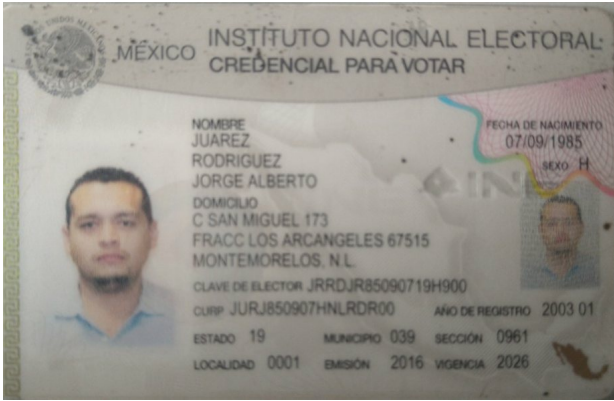 MÉXICO
INSTITUTO NACIONAL ELECTORAL
CREDENCIAL PARA VOTAR
NOMBRE
JUAREZ
RODRIGUEZ
JORGE ALBERTO
FECHA DE NACIMIENTO
07/09/1985
SEXO H
DOMICILIO
C SAN MIGUEL 173
FRACC LOS ARCANGELES 67515
MONTEMORELOS, N.L.
CLAVE DE ELECTOR JRRDJR85090719H900
CURP JURJ850907HNLRDR00 AÑO DE REGISTRO 2003 01
ESTADO 19 MUNICIPIO 039 SECCIÓN 0961
LOCALIDAD 0001 EMISIÓN 2016 VIGENCIA 2026